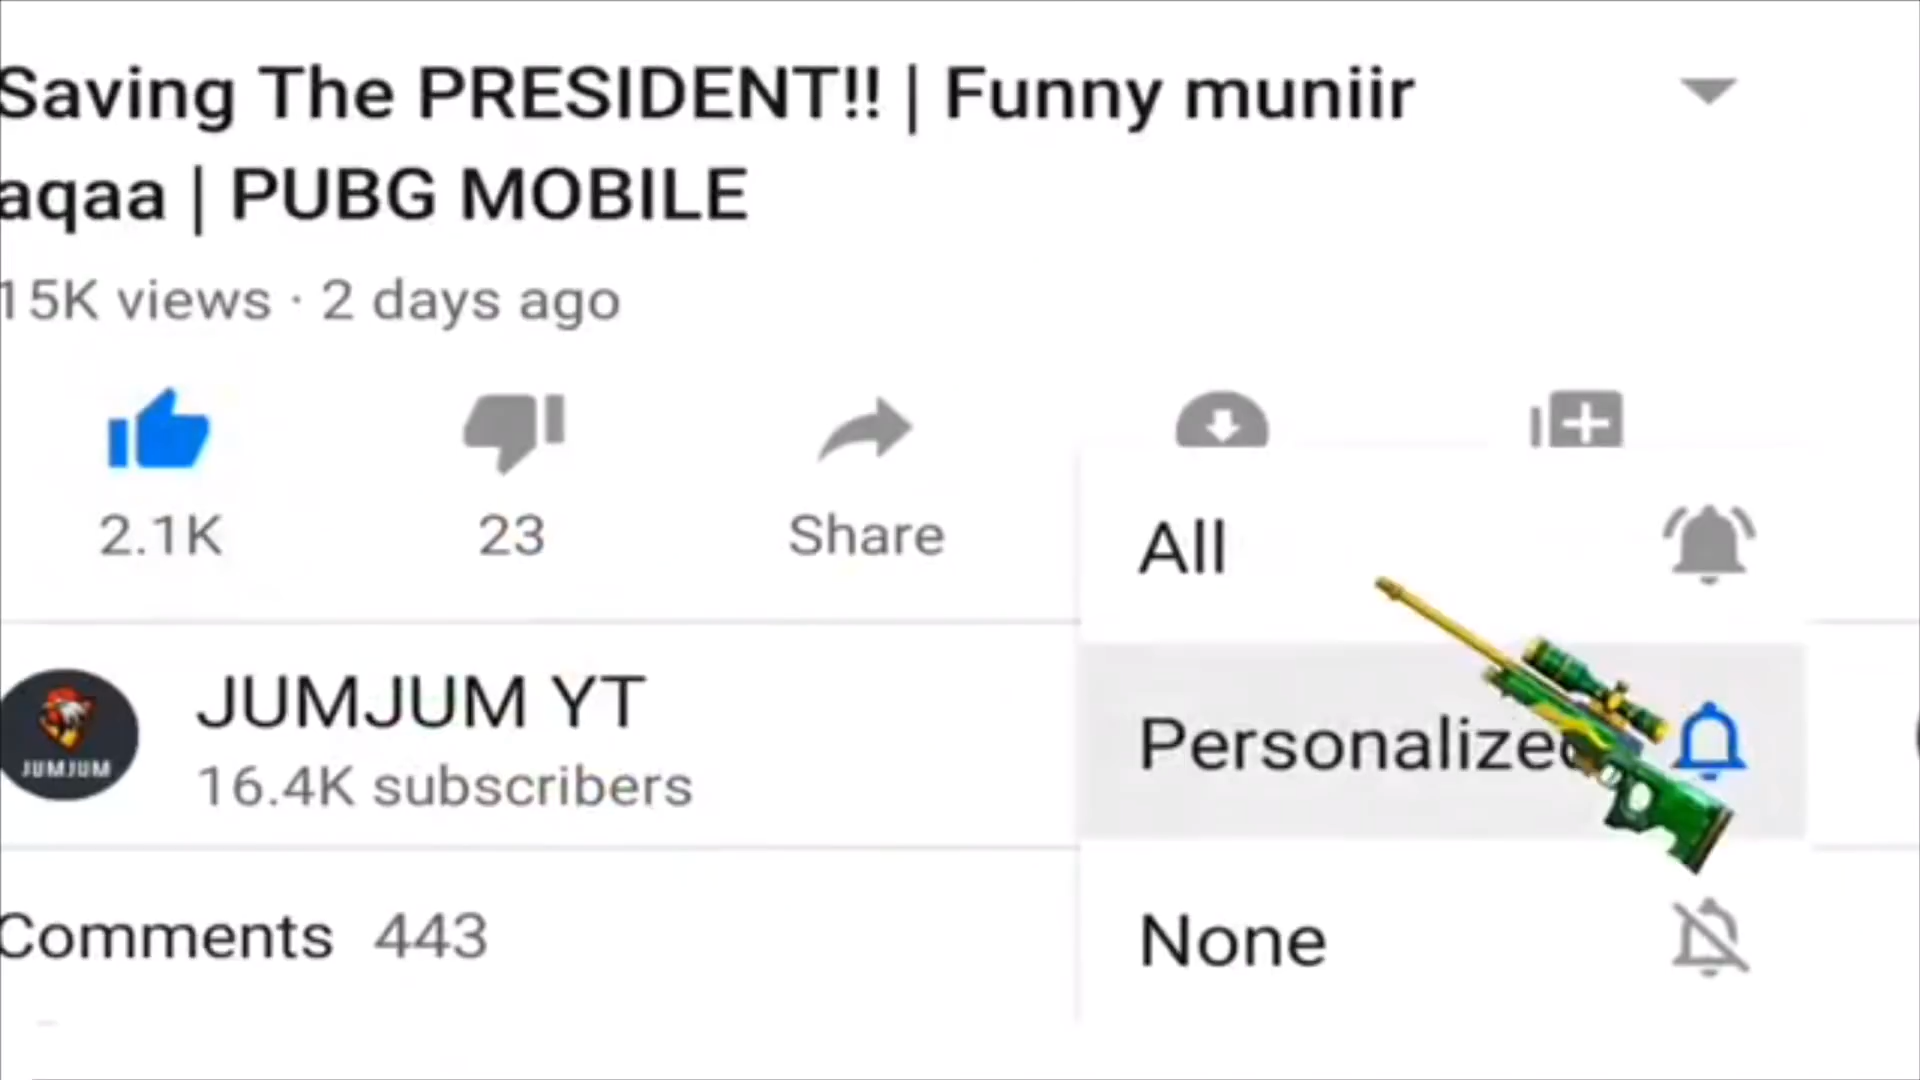 Saving The PRESIDENT!! | Funny muniir
aqaa | PUBG MOBILE
15K views · 2 days ago
2.1K
23
Share
All
JUMJUM YT
JUMJUM
16.4K subscribers
Personalized
Comments 443
None